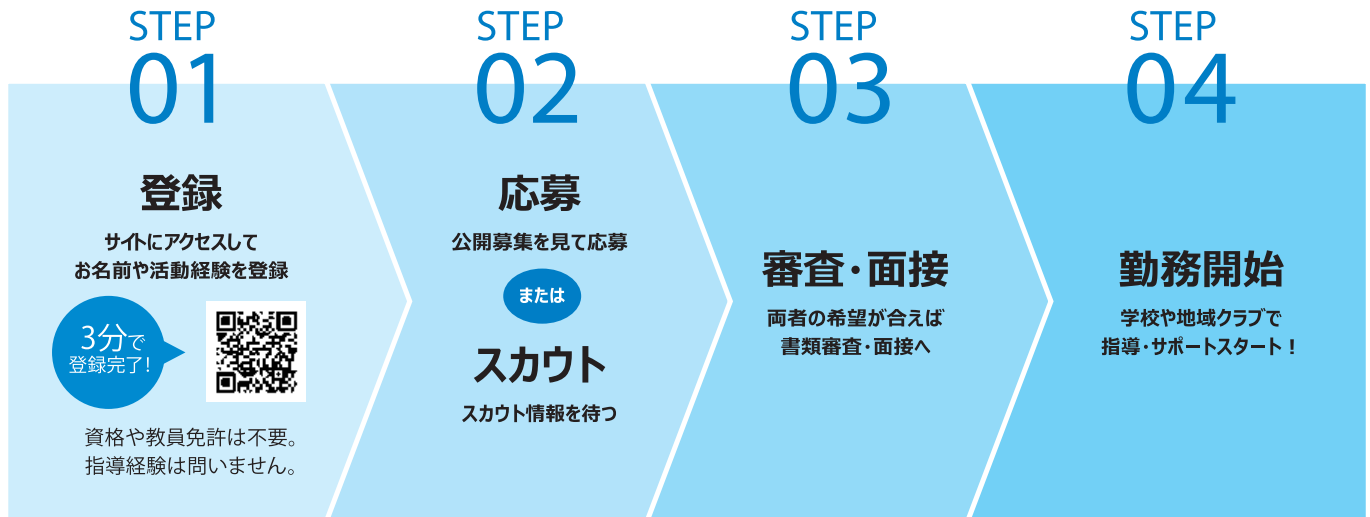 STEP
01
登録
サイトにアクセスして
お名前や活動経験を登録
3分で
登録完了!
資格や教員免許は不要。
指導経験は問いません。
STEP
02
応募
公開募集を見て応募
または
スカウト
スカウト情報を待つ
STEP
03
審査・面接
両者の希望が合えば
書類審査・面接へ
STEP
04
勤務開始
学校や地域クラブで
指導・サポートスタート！